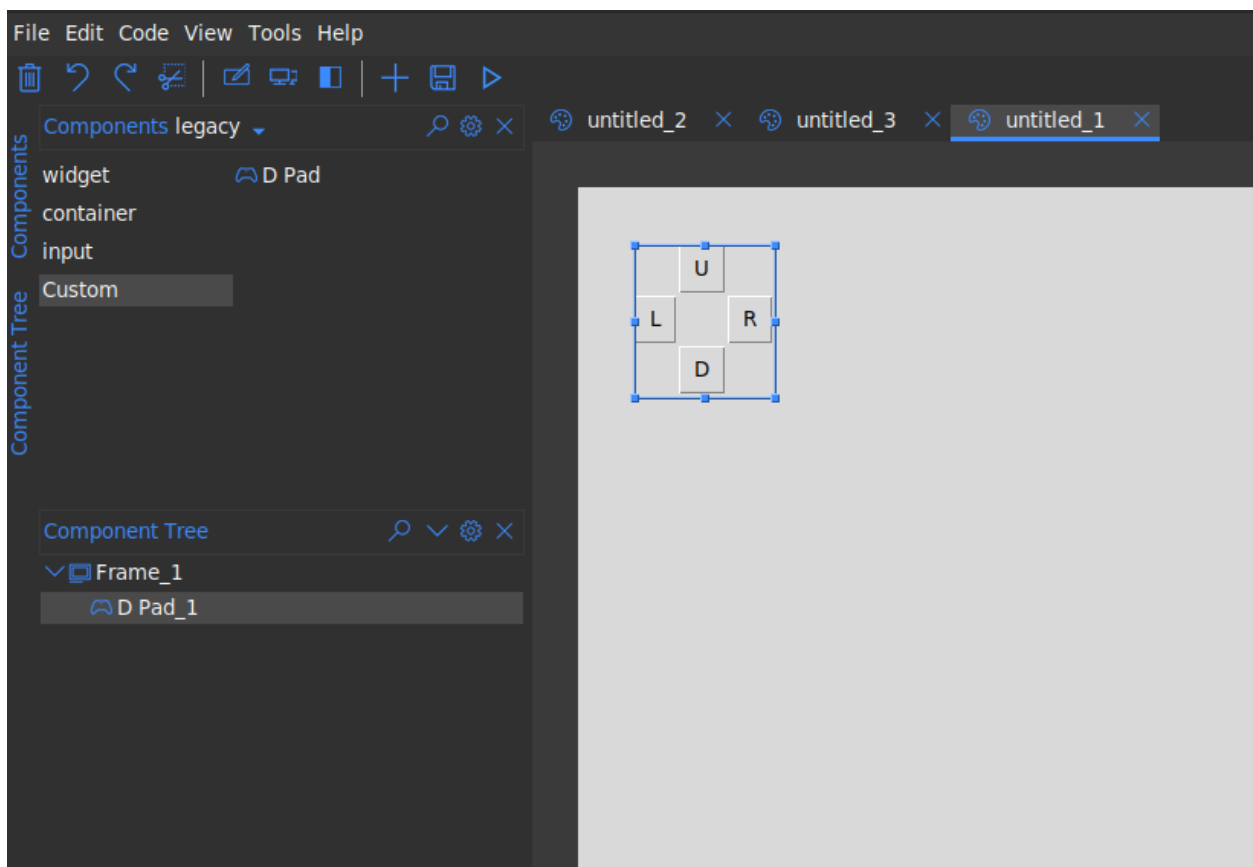 File Edit Code View Tools Help
Components legacy
untitled_2
untitled_3
untitled_1
Components
Component Tree
widget
D Pad
container
input
Custom
U
L
R
D
Component Tree
Frame_1
D Pad_1